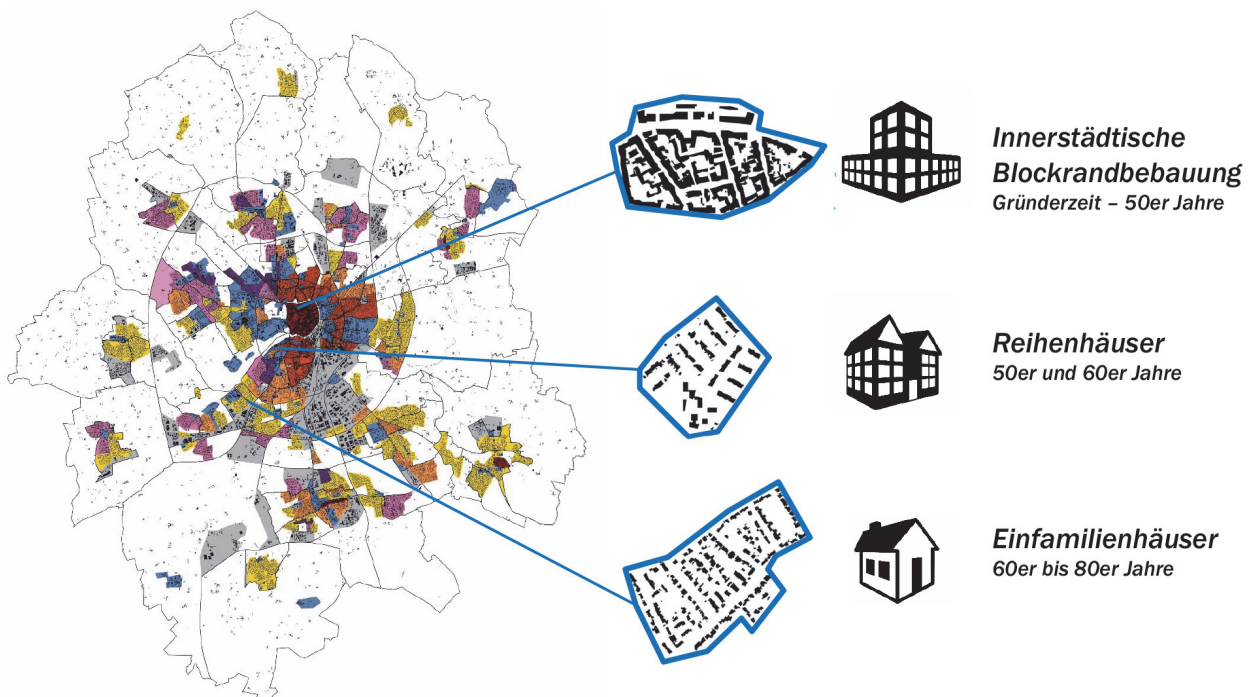 Innerstädtische
Blockrandbebauung
Gründerzeit – 50er Jahre
Reihenhäuser
50er und 60er Jahre
Einfamilienhäuser
60er bis 80er Jahre